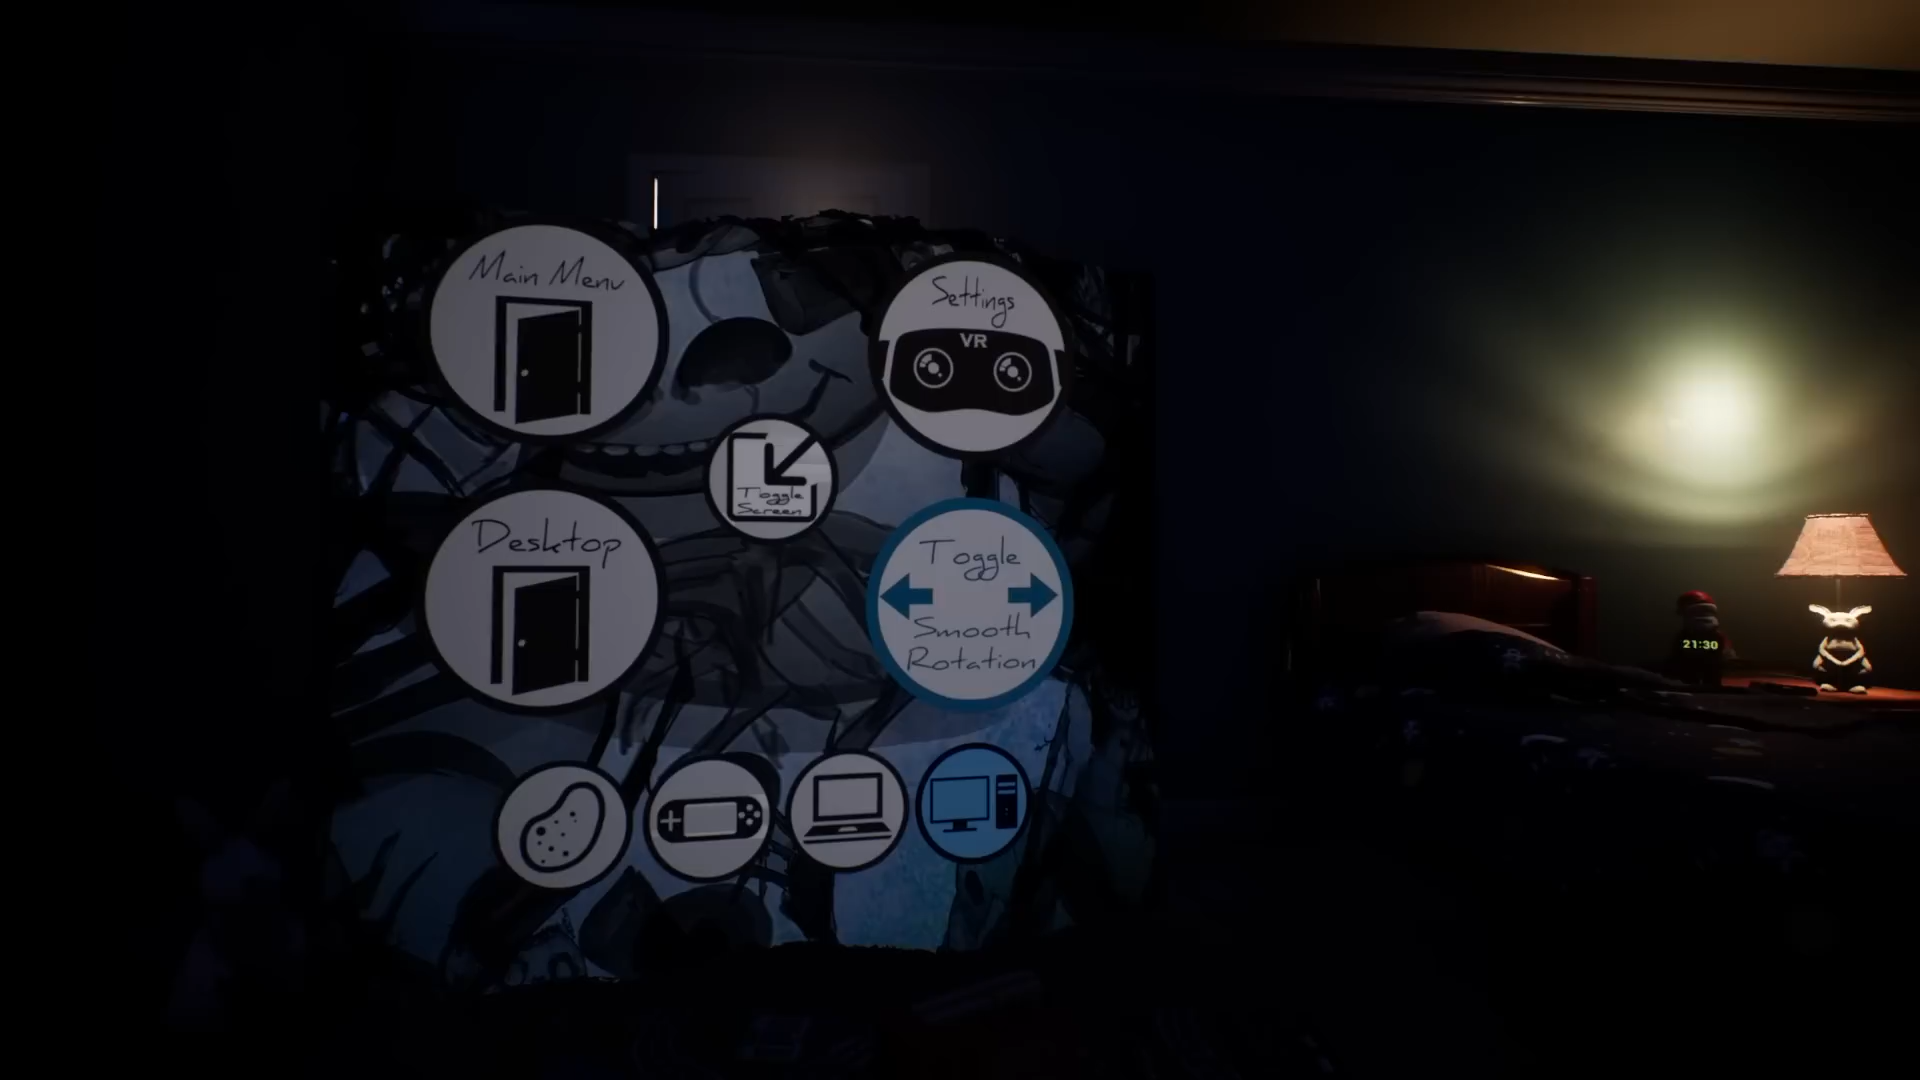 Main Menu
Settings
VR
Toggle
Screen
Desktop
Toggle
Smooth
Rotation
21:30